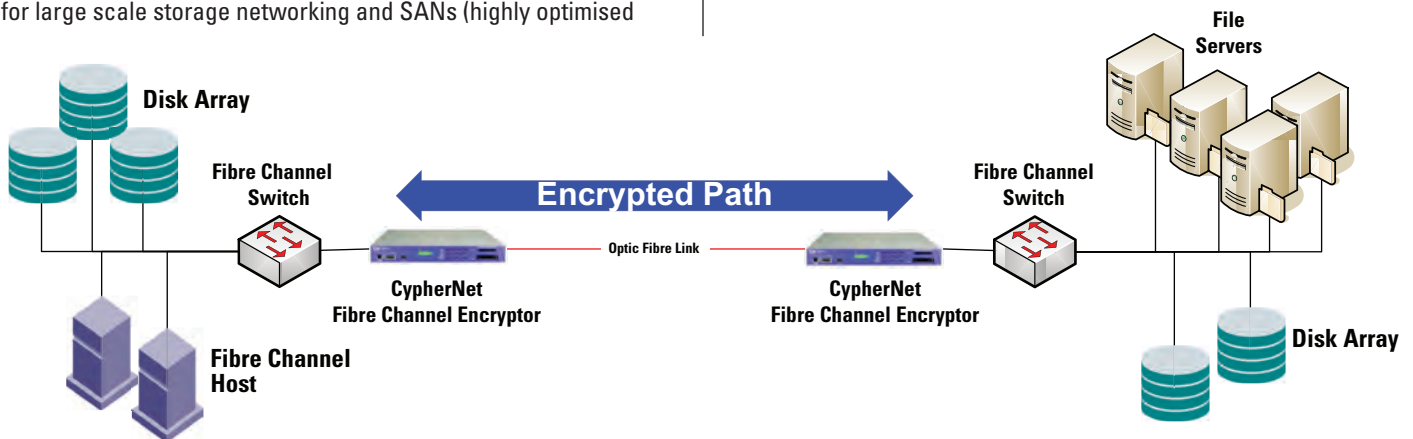 for large scale storage networking and SANs (highly optimised
File
Servers
Disk Array
Fibre Channel
Switch
Encrypted Path
Fibre Channel
Switch
Optic Fibre Link
CypherNet
Fibre Channel Encryptor
CypherNet
Fibre Channel Encryptor
Fibre Channel
Host
Disk Array